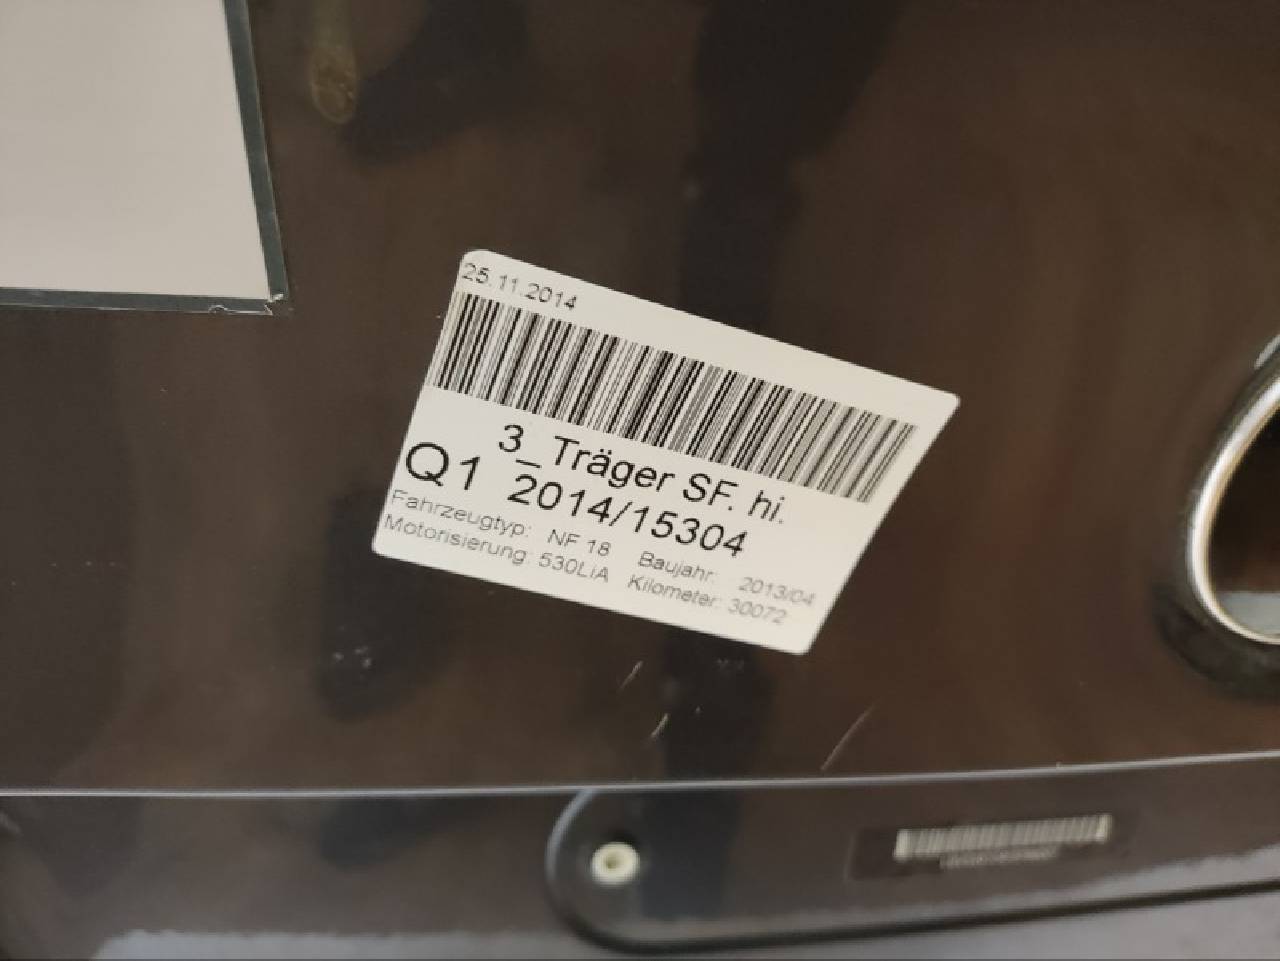 25.11.2014
3_Träger SF. hi.
Q1 2014/15304
Fahrzeugtyp: NF 18 Baujahr: 2013/04
Motorisierung: 530LiA Kilometer: 30072